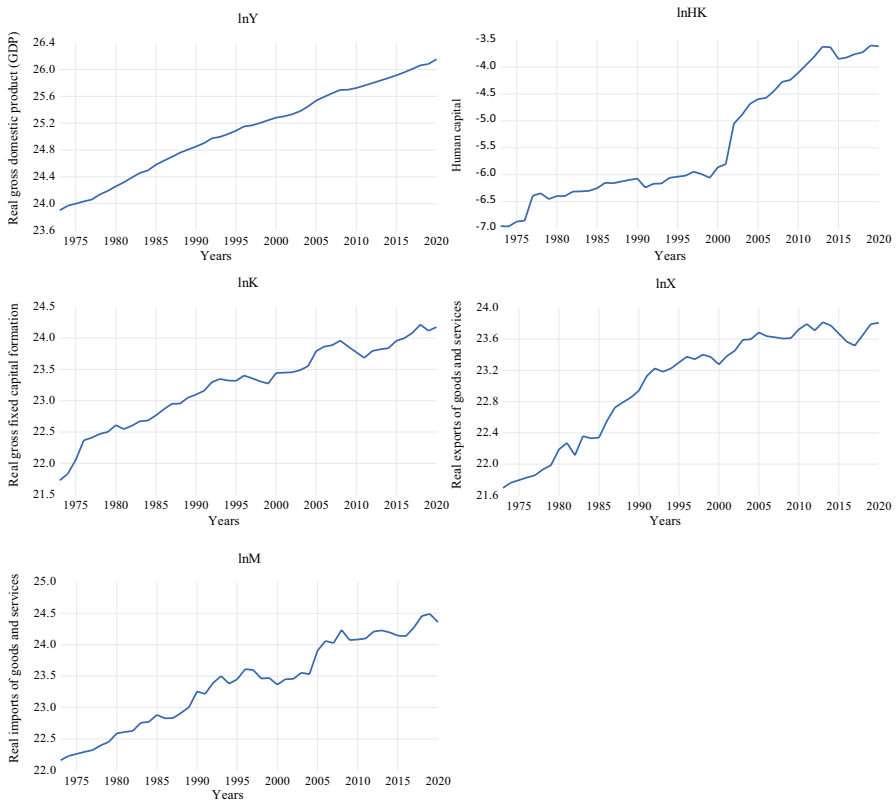 lnY
Real gross domestic product (GDP)
26.4
26.0
25.6
25.2
24.8
24.4
24.0
23.6
1975 1980 1985 1990 1995 2000 2005 2010 2015 2020
Years
lnHK
Human capital
-3.5
-4.0
-4.5
-5.0
-5.5
-6.0
-6.5
-7.0
1975 1980 1985 1990 1995 2000 2005 2010 2015 2020
Years
lnK
Real gross fixed capital formation
24.5
24.0
23.5
23.0
22.5
22.0
21.5
1975 1980 1985 1990 1995 2000 2005 2010 2015 2020
Years
lnX
Real exports of goods and services
24.0
23.6
23.2
22.8
22.4
22.0
21.6
1975 1980 1985 1990 1995 2000 2005 2010 2015 2020
Years
lnM
Real imports of goods and services
25.0
24.5
24.0
23.5
23.0
22.5
22.0
1975 1980 1985 1990 1995 2000 2005 2010 2015 2020
Years